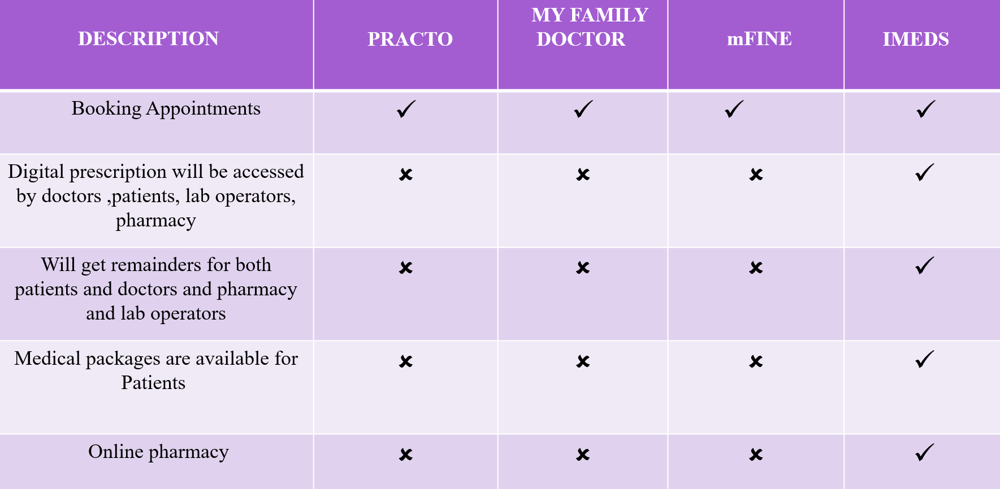 DESCRIPTION
PRACTO
MY FAMILY
DOCTOR
mFINE
IMEDS
Booking Appointments
✓ ✓ ✓ ✓
Digital prescription will be accessed
by doctors ,patients, lab operators,
pharmacy
✘ ✘ ✘ ✓
Will get remainders for both
patients and doctors and pharmacy
and lab operators
✘ ✘ ✘ ✓
Medical packages are available for
Patients
✘ ✘ ✘ ✓
Online pharmacy
✘ ✘ ✘ ✓